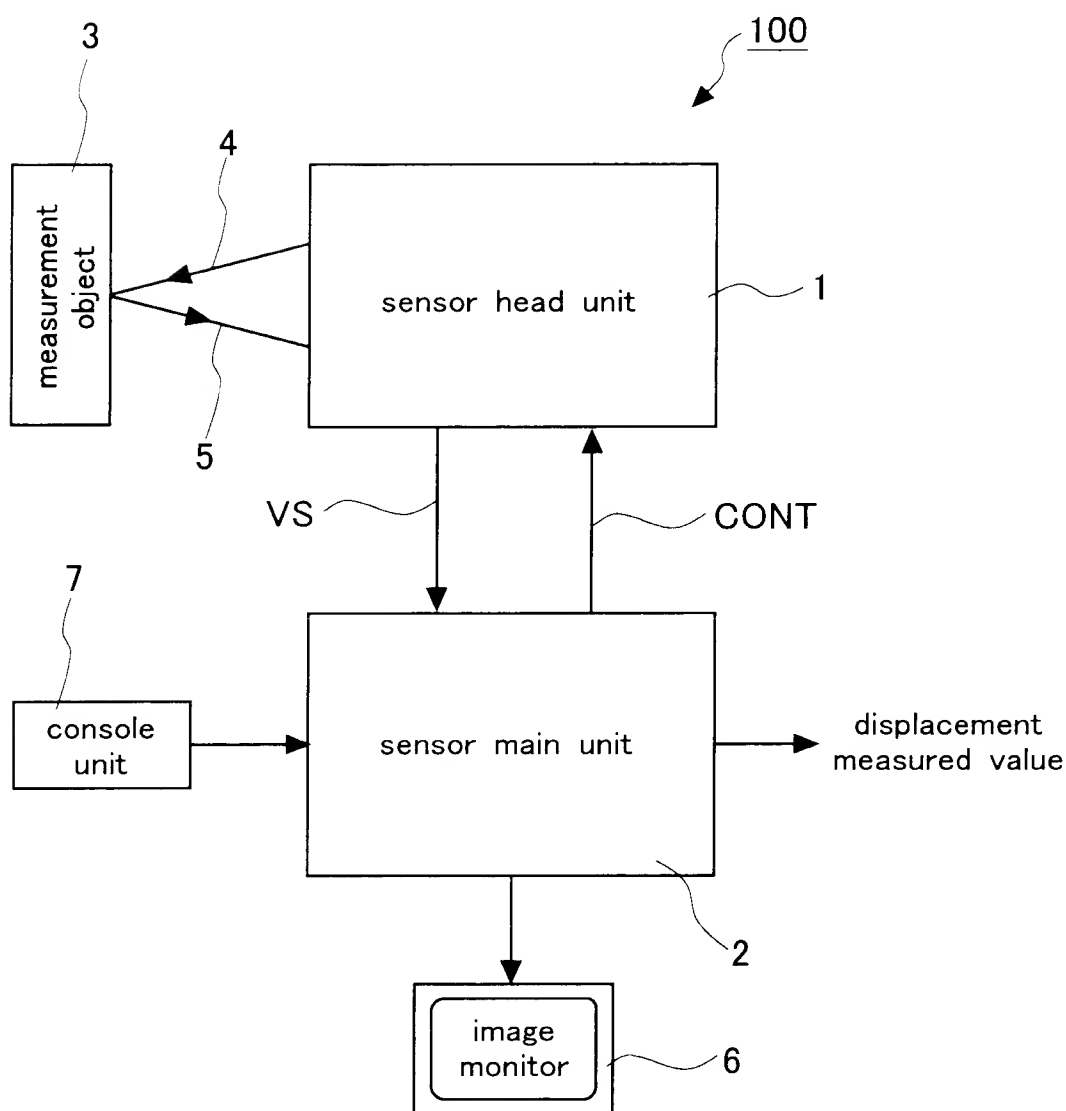 100
3
4
measurement
object
sensor head unit
1
5
VS
CONT
7
console
unit
sensor main unit
displacement
measured value
2
image
monitor
6